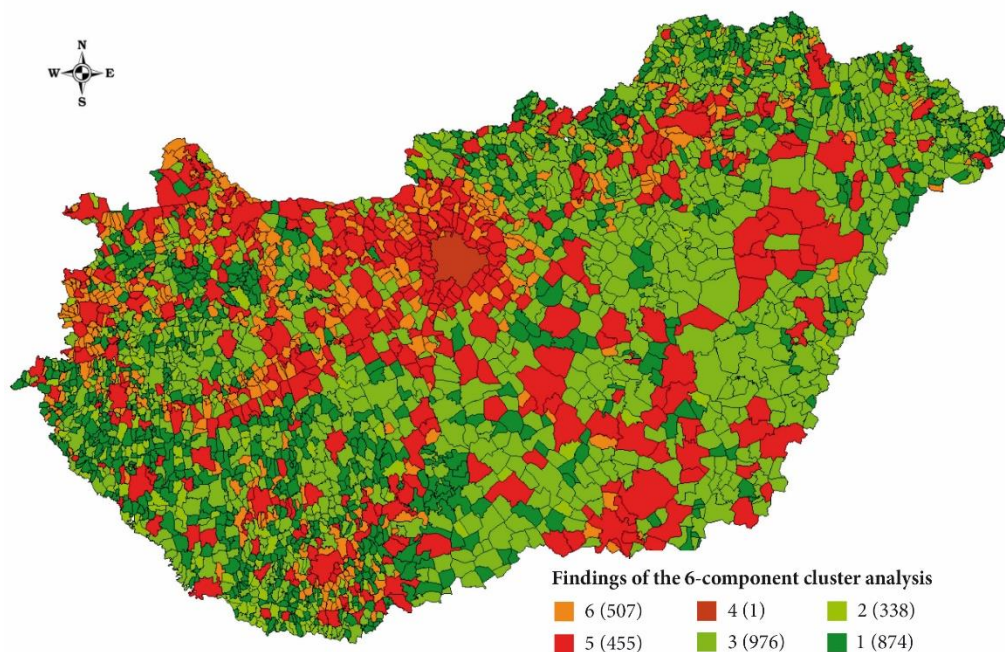 N
W E
S
Findings of the 6-component cluster analysis
6 (507) 4 (1) 2 (338)
5 (455) 3 (976) 1 (874)